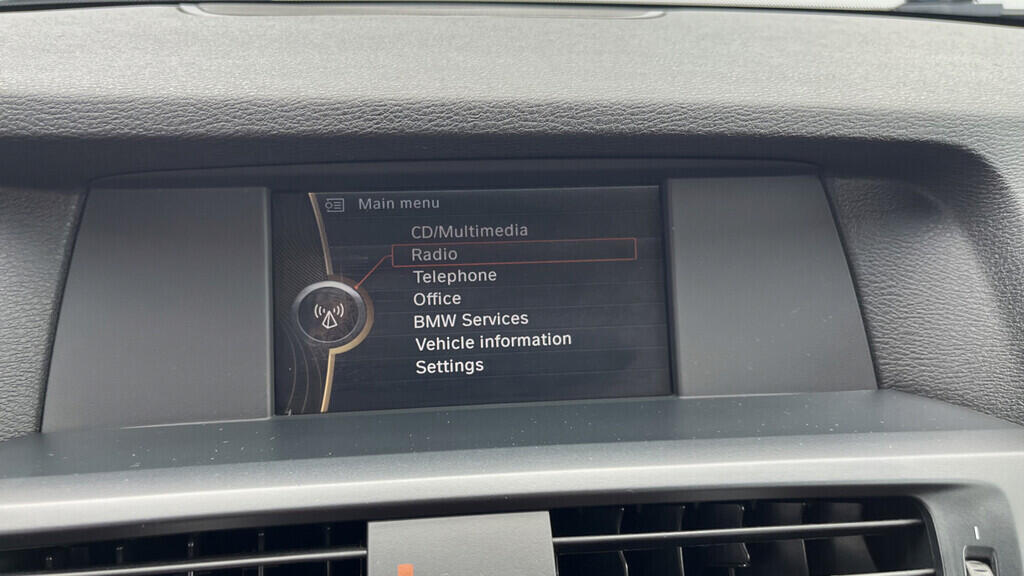 Main menu
CD/Multimedia
Radio
Telephone
Office
BMW Services
Vehicle information
Settings